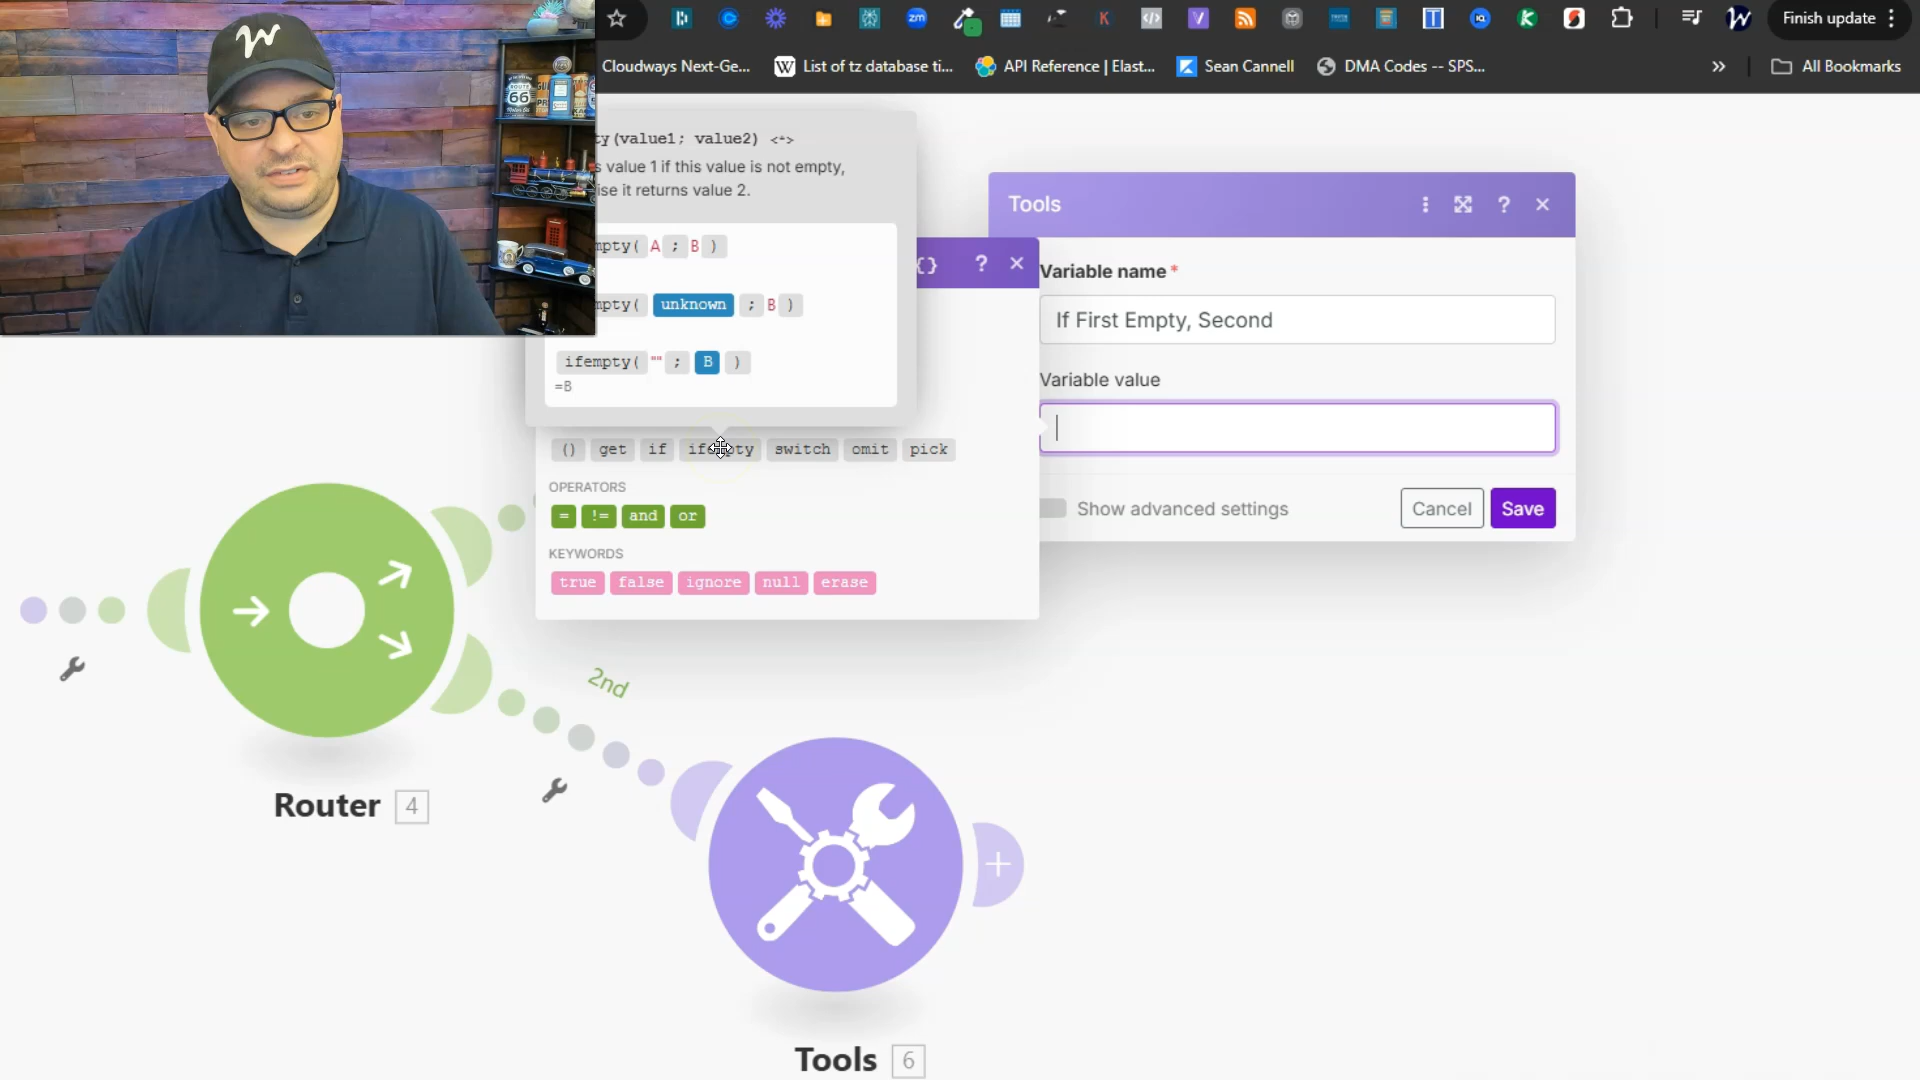 Finish update
Cloudways Next-Ge...
List of tz database ti...
API Reference | Elast...
Sean Cannell
DMA Codes -- SPS...
All Bookmarks
ty(value1; value2)
s value 1 if this value is not empty,
ise it returns value 2.
mpty( A ; B )
mpty( unknown ; B )
ifempty( "" ; B )
=B
() get if ifempty switch omit pick
OPERATORS
= != and or
KEYWORDS
true false ignore null erase
Tools
Variable name *
If First Empty, Second
Variable value
Show advanced settings
Cancel
Save
2nd
Router 4
Tools 6
ROUTE
66